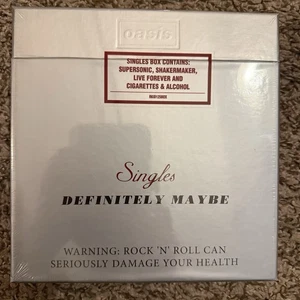 oasis
SINGLES BOX CONTAINS:
SUPERSONIC, SHAKERMAKER,
LIVE FOREVER AND
CIGARETTES & ALCOHOL
Singles
DEFINITELY MAYBE
WARNING: ROCK 'N' ROLL CAN
SERIOUSLY DAMAGE YOUR HEALTH